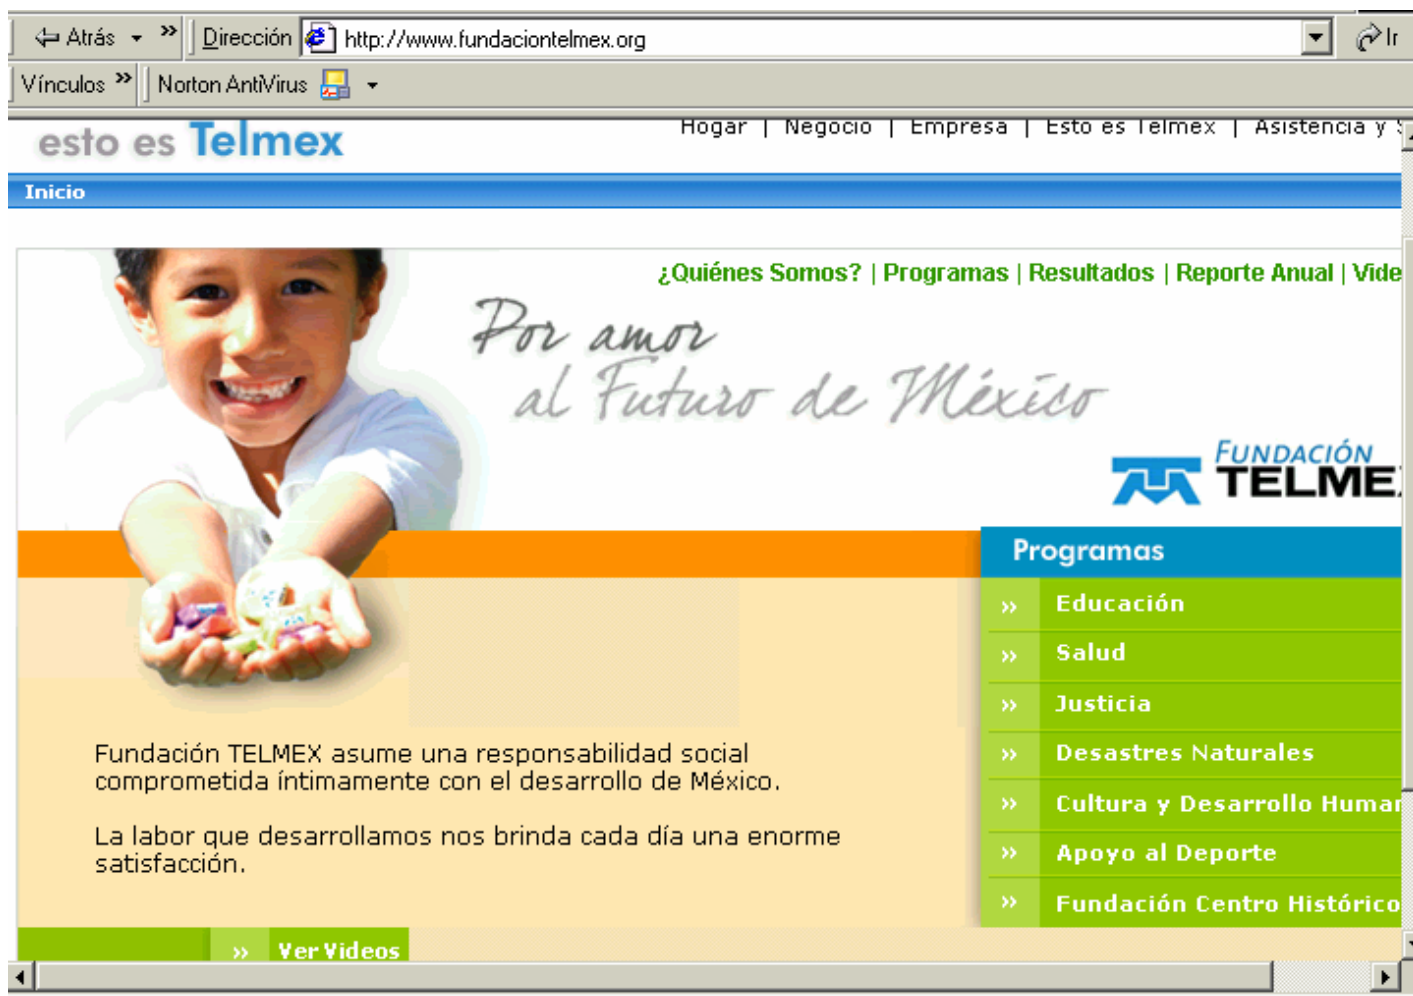 Atrás
Dirección http://www.fundaciontelmex.org
Ir
Vínculos
Norton AntiVirus
esto es Telmex
Hogar | Negocio | Empresa | Esto es Telmex | Asistencia y
Inicio
¿Quiénes Somos? | Programas | Resultados | Reporte Anual |
Por amor
al Futuro de México
FUNDACIÓN
Programas
» Educación
» Salud
» Justicia
» Desastres Naturales
» Cultura y Desarrollo
» Apoyo al Deporte
» Fundación Centro Histórico
Fundación TELMEX asume una responsabilidad social
comprometida íntimamente con el desarrollo de México.
La labor que desarrollamos nos brinda cada día una enorme
satisfacción.
» Ver Videos